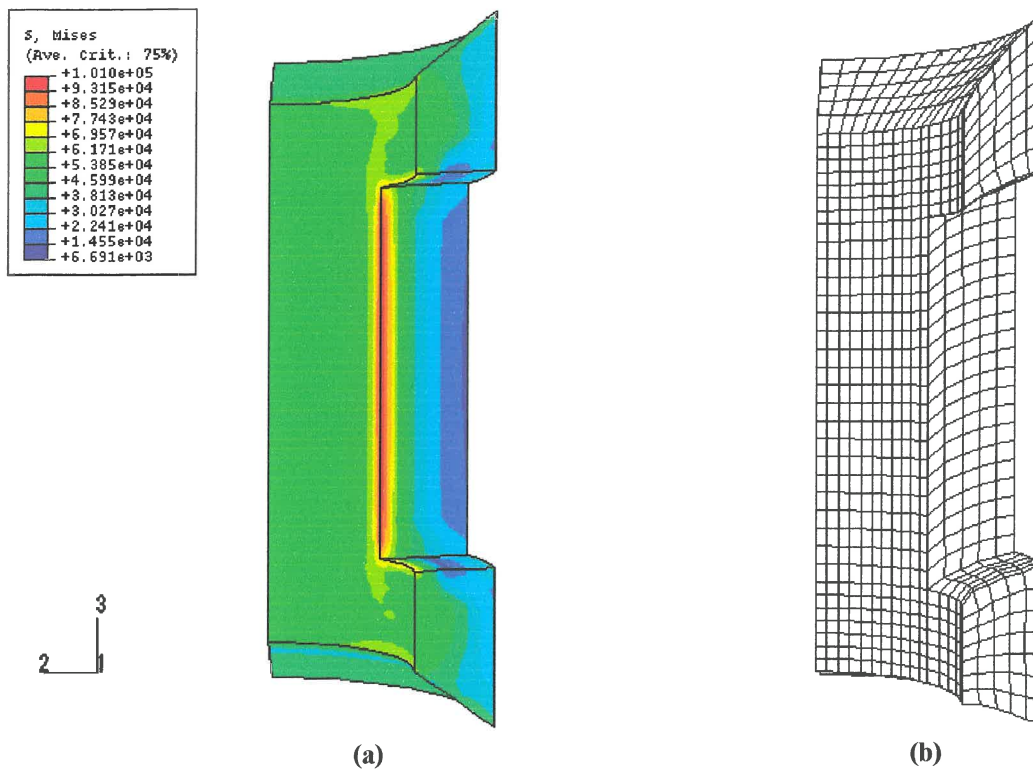 S, Mises
(Ave. Crit.: 75%)
+1.010e+05
+9.315e+04
+8.529e+04
+7.743e+04
+6.957e+04
+6.171e+04
+5.385e+04
+4.599e+04
+3.813e+04
+3.027e+04
+2.241e+04
+1.455e+04
+6.691e+03
3
2
1
(a)
(b)